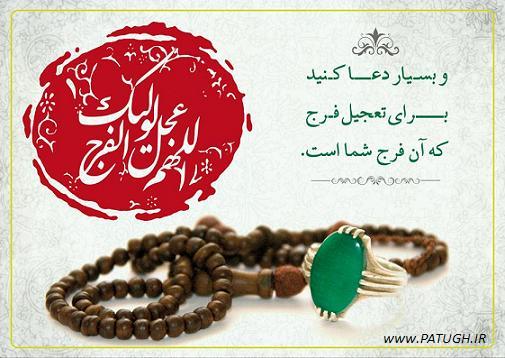 و بسیار دعا کنید
برای تعجیل فرج
که آن فرج شما است.
اللهم عجل لولیک الفرج
www.PATUGH.IR